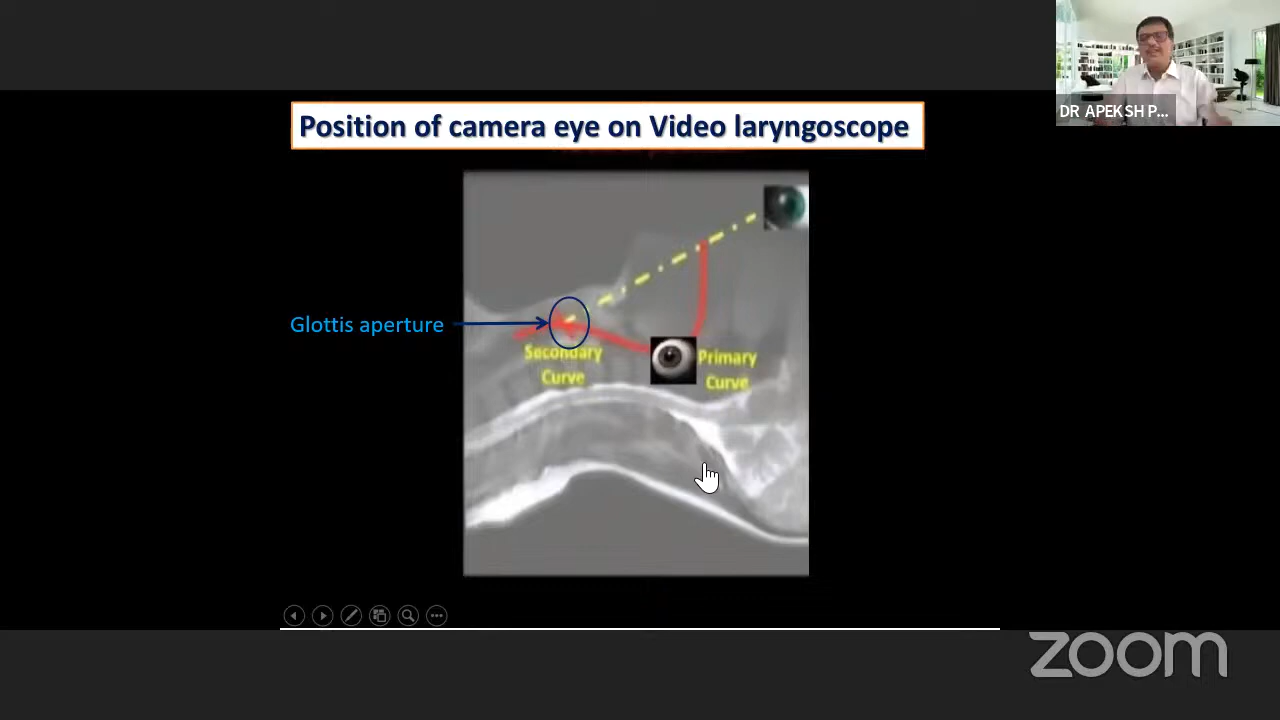 DR APEKSH P...
Position of camera eye on Video laryngoscope
Glottis aperture
Secondary
Curve
Primary
Curve
zoom